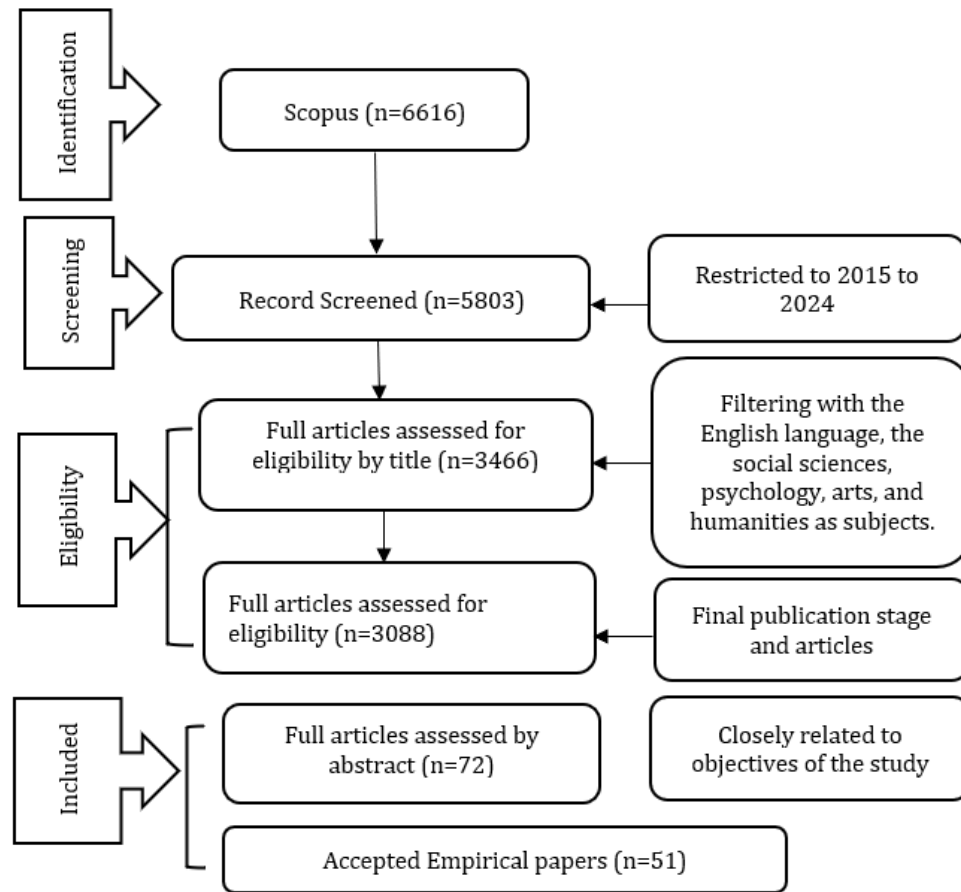 Identification
Scopus (n=6616)
Screening
Record Screened (n=5803)
Restricted to 2015 to
2024
Eligibility
Full articles assessed for
eligibility by title (n=3466)
Filtering with the
English language, the
social sciences,
psychology, arts, and
humanities as subjects.
Full articles assessed for
eligibility (n=3088)
Final publication stage
and articles
Included
Full articles assessed by
abstract (n=72)
Closely related to
objectives of the study
Accepted Empirical papers (n=51)